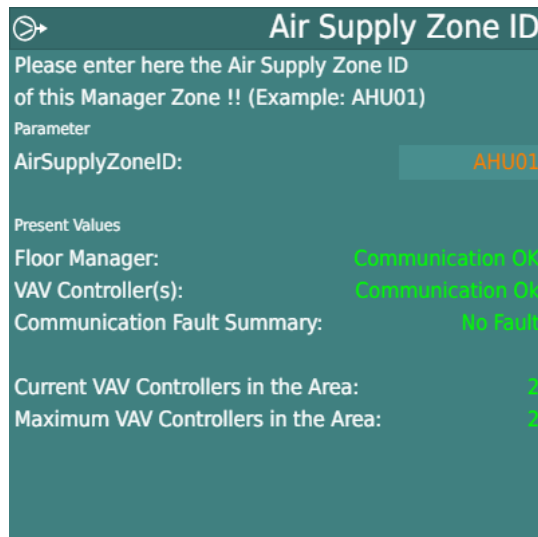 Air Supply Zone ID
Please enter here the Air Supply Zone ID
of this Manager Zone !! (Example: AHU01)
Parameter
AirSupplyZoneID: AHU01
Present Values
Floor Manager: Communication OK
VAV Controller(s): Communication Ok
Communication Fault Summary: No Fault
Current VAV Controllers in the Area: 2
Maximum VAV Controllers in the Area: 2